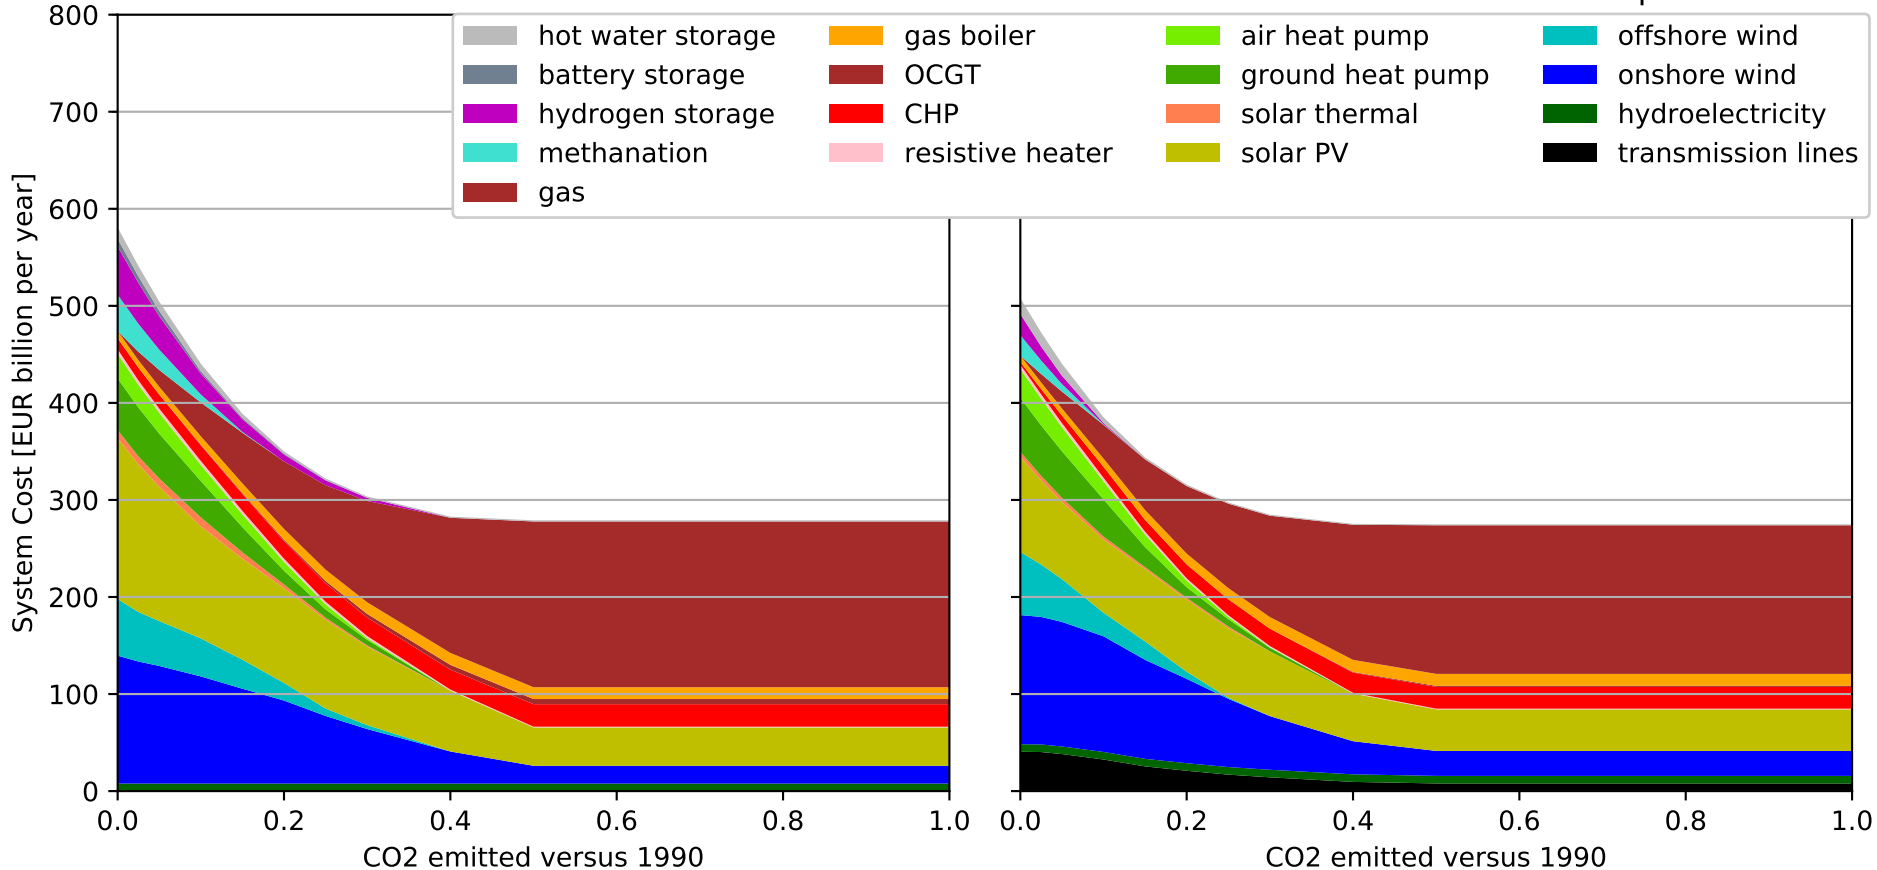 800
700
600
500
400
300
200
100
0
System Cost [EUR billion per year]
hot water storage
battery storage
hydrogen storage
methanation
gas
gas boiler
OCGT
CHP
resistive heater
air heat pump
ground heat pump
solar thermal
solar PV
offshore wind
onshore wind
hydroelectricity
transmission lines
0.0 0.2 0.4 0.6 0.8 1.0
CO2 emitted versus 1990
0.0 0.2 0.4 0.6 0.8 1.0
CO2 emitted versus 1990